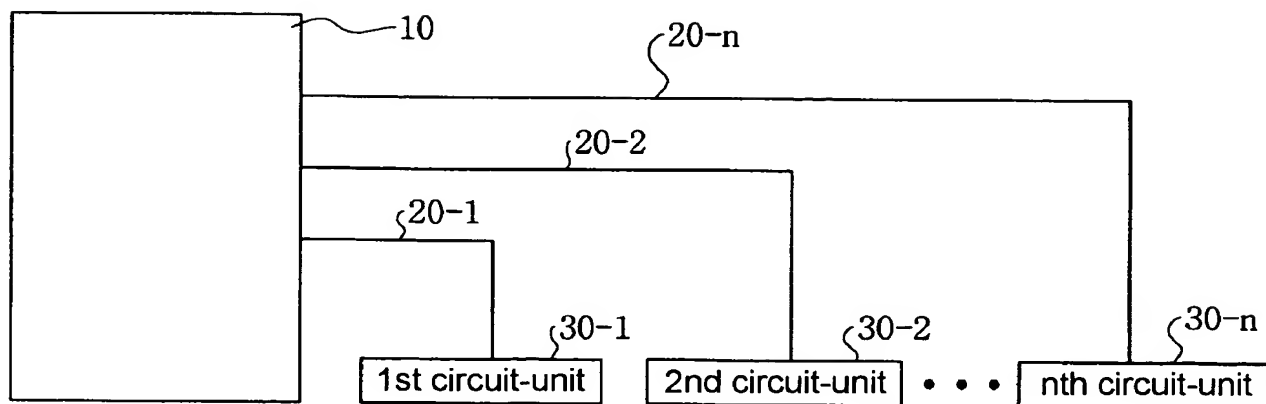 10
20-n
20-2
20-1
30-1
30-2
30-n
1st circuit-unit
2nd circuit-unit
• • •
nth circuit-unit